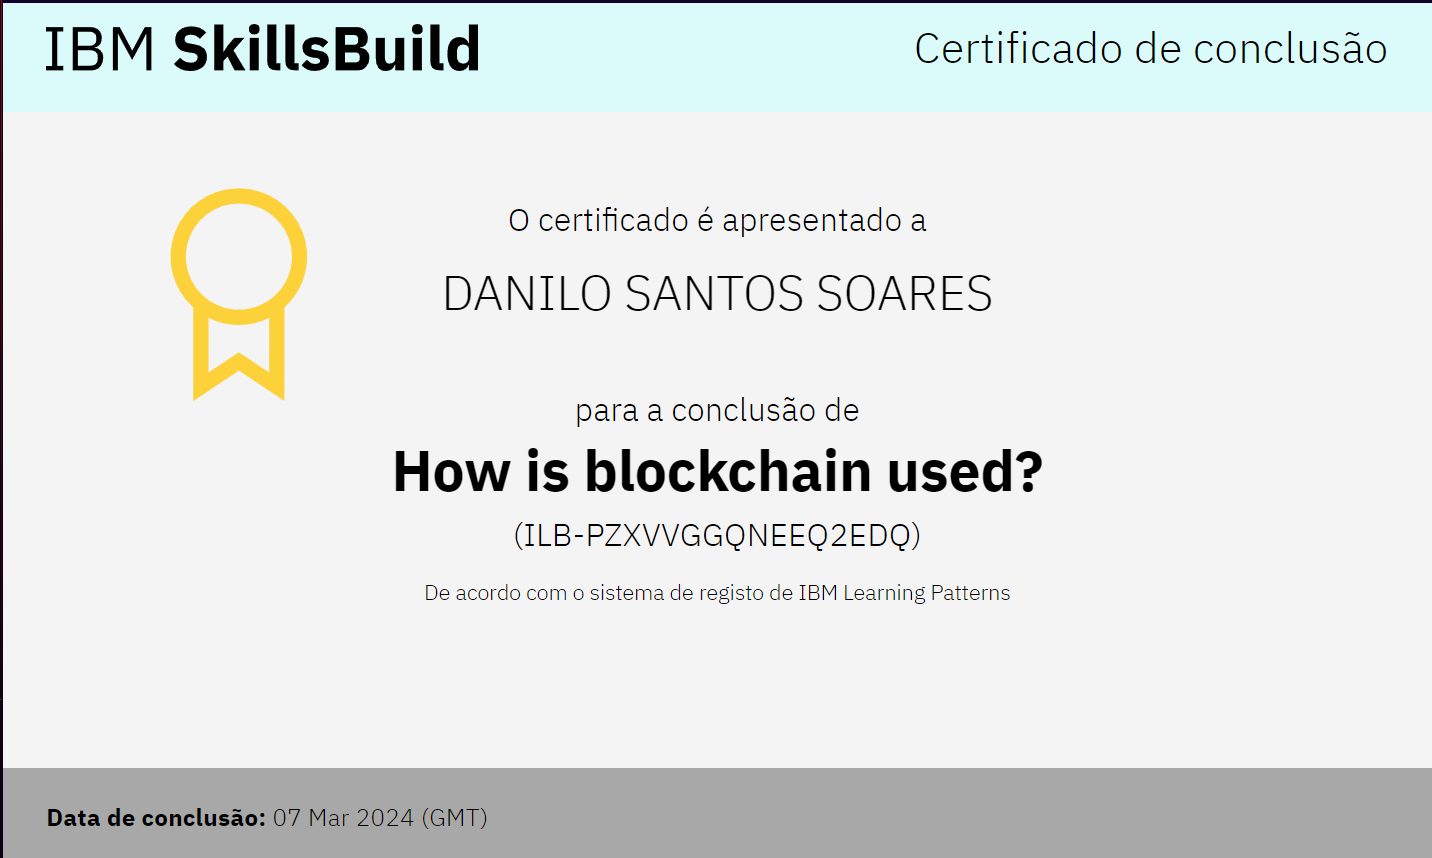 IBM SkillsBuild
Certificado de conclusão
O certificado é apresentado a
DANILO SANTOS SOARES
para a conclusão de
How is blockchain used?
(ILB-PZXVVGGQNEEQ2EDQ)
De acordo com o sistema de registo de IBM Learning Patterns
Data de conclusão: 07 Mar 2024 (GMT)